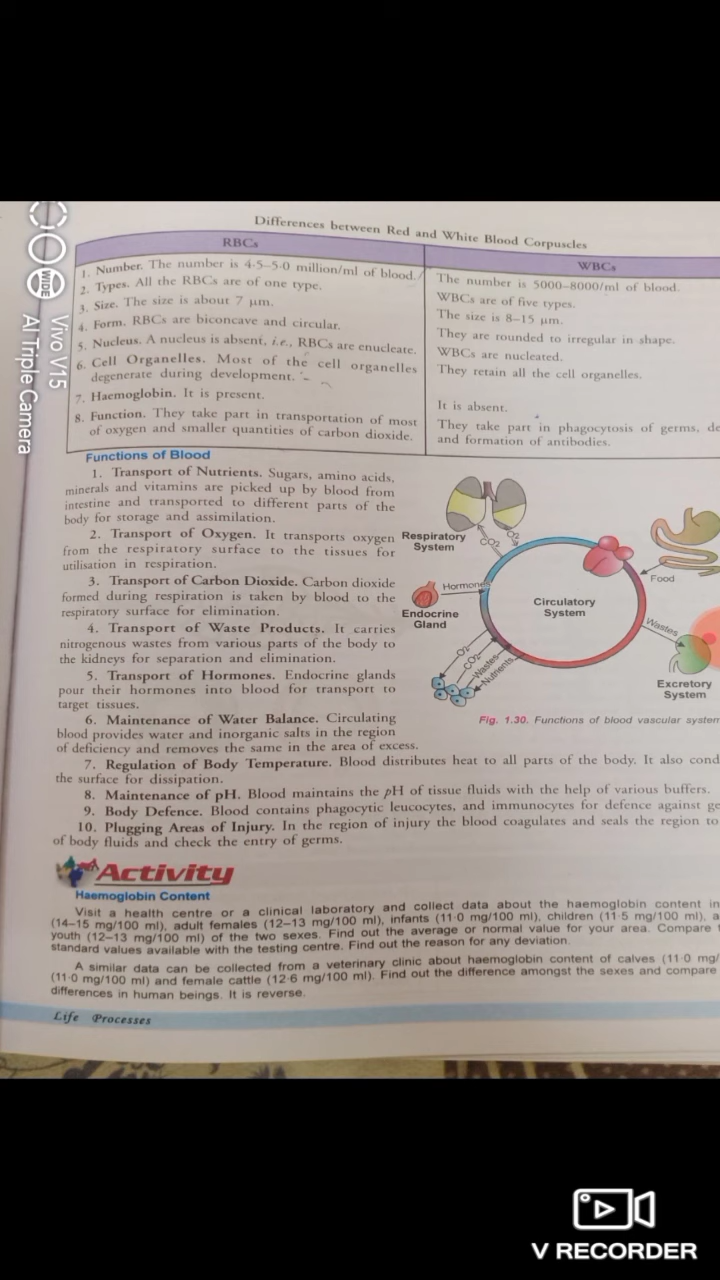 Differences between Red and White Blood Corpuscles
RBCs
1. Number. The number is 4·5–5·0 million/ml of blood.
2. Types. All the RBCs are of one type.
3. Size. The size is about 7 μm.
4. Form. RBCs are biconcave and circular.
5. Nucleus. A nucleus is absent, i.e., RBCs are enucleate.
6. Cell Organelles. Most of the cell organelles
degenerate during development.
7. Haemoglobin. It is present.
8. Function. They take part in transportation of most
of oxygen and smaller quantities of carbon dioxide.
WBCs
The number is 5000–8000/ml of blood.
WBCs are of five types.
The size is 8–15 μm.
They are rounded to irregular in shape.
WBCs are nucleated.
They retain all the cell organelles.
It is absent.
They take part in phagocytosis of germs, de
and formation of antibodies.
Functions of Blood
1. Transport of Nutrients. Sugars, amino acids,
minerals and vitamins are picked up by blood from
intestine and transported to different parts of the
body for storage and assimilation.
2. Transport of Oxygen. It transports oxygen
from the respiratory surface to the tissues for
utilisation in respiration.
3. Transport of Carbon Dioxide. Carbon dioxide
formed during respiration is taken by blood to the
respiratory surface for elimination.
4. Transport of Waste Products. It carries
nitrogenous wastes from various parts of the body to
the kidneys for separation and elimination.
5. Transport of Hormones. Endocrine glands
pour their hormones into blood for transport to
target tissues.
6. Maintenance of Water Balance. Circulating
blood provides water and inorganic salts in the region
of deficiency and removes the same in the area of excess.
Respiratory
System
CO2
O2
Hormones
Endocrine
Gland
Circulatory
System
Food
Wastes
Excretory
System
O2
CO2
Wastes
Nutrients
Fig. 1.30. Functions of blood vascular system
7. Regulation of Body Temperature. Blood distributes heat to all parts of the body. It also cond
the surface for dissipation.
8. Maintenance of pH. Blood maintains the pH of tissue fluids with the help of various buffers.
9. Body Defence. Blood contains phagocytic leucocytes, and immunocytes for defence against ge
10. Plugging Areas of Injury. In the region of injury the blood coagulates and seals the region to
of body fluids and check the entry of germs.
Activity
Haemoglobin Content
Visit a health centre or a clinical laboratory and collect data about the haemoglobin content in
(14–15 mg/100 ml), adult females (12–13 mg/100 ml), infants (11·0 mg/100 ml), children (11·5 mg/100 ml), a
youth (12–13 mg/100 ml) of the two sexes. Find out the average or normal value for your area. Compare
standard values available with the testing centre. Find out the reason for any deviation.
A similar data can be collected from a veterinary clinic about haemoglobin content of calves (11·0 mg/
(11·0 mg/100 ml) and female cattle (12·6 mg/100 ml). Find out the difference amongst the sexes and compare
differences in human beings. It is reverse.
Life Processes
WIDE
Vivo V15
AI Triple Camera
V RECORDER